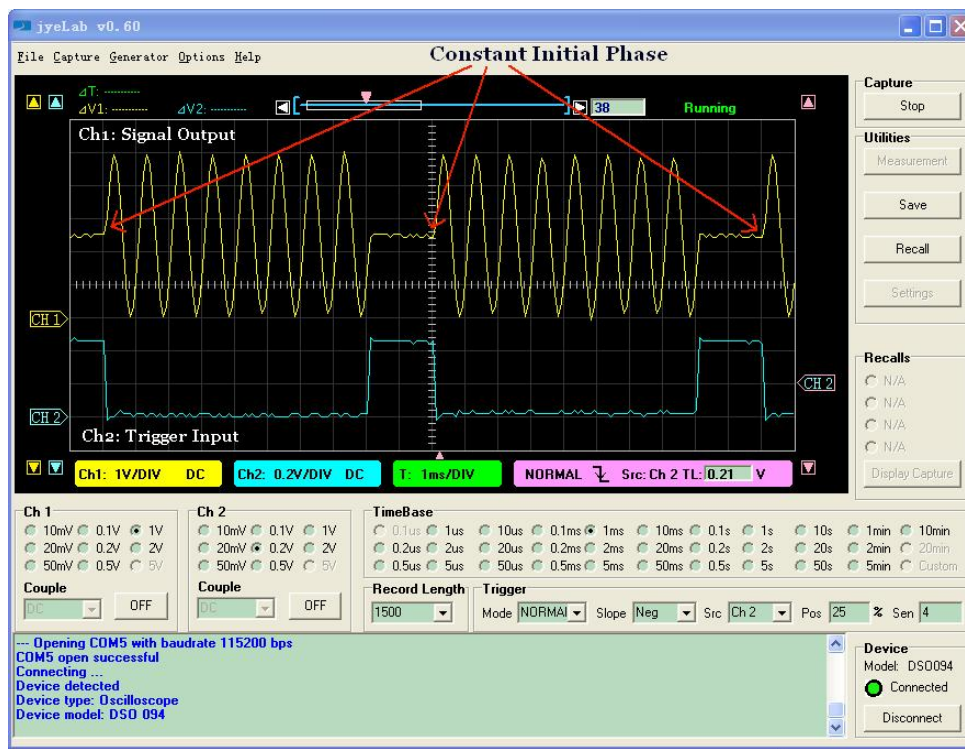 jyeLab v0.60
File Capture Generator Options Help
Constant Initial Phase
ΔT: ----------
ΔV1: ---------- ΔV2: ----------
38
Running
Ch1: Signal Output
CH 1
CH 2
CH 2
Ch2: Trigger Input
Ch1: 1V/DIV DC
Ch2: 0.2V/DIV DC
T: 1ms/DIV
NORMAL Src: Ch 2 TL: 0.21 V
Capture
Stop
Utilities
Measurement
Save
Recall
Settings
Recalls
N/A
N/A
N/A
N/A
Display Capture
Ch 1
10mV 0.1V 1V
20mV 0.2V 2V
50mV 0.5V 5V
Couple
DC OFF
Ch 2
10mV 0.1V 1V
20mV 0.2V 2V
50mV 0.5V 5V
Couple
DC OFF
TimeBase
0.1us 1us 10us 0.1ms 1ms 10ms 0.1s 1s 10s 1min 10min
0.2us 2us 20us 0.2ms 2ms 20ms 0.2s 2s 20s 2min 20min
0.5us 5us 50us 0.5ms 5ms 50ms 0.5s 5s 50s 5min Custom
Record Length
1500
Trigger
Mode NORMAL Slope Neg Src Ch 2 Pos 25 % Sen 4
--- Opening COM5 with baudrate 115200 bps
COM5 open successful
Connecting ...
Device detected
Device type: Oscilloscope
Device model: DSO 094
Device
Model: DSO094
Connected
Disconnect